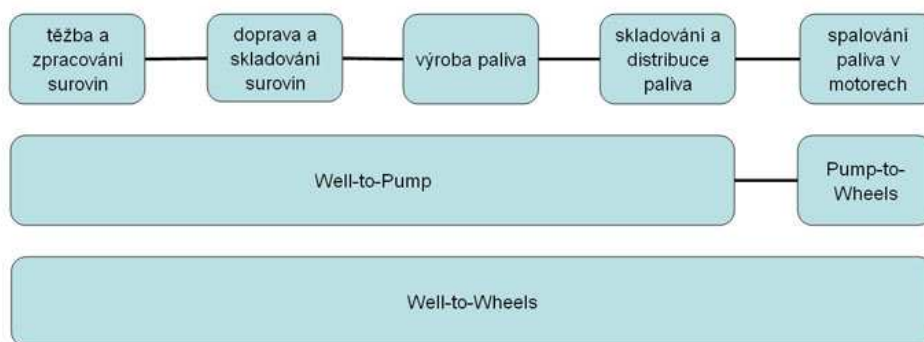 těžba a
zpracování
surovin
doprava a
skladování
surovin
výroba paliva
skladování a
distribuce
paliva
spalování
paliva v
motorech
Well-to-Pump
Pump-to-
Wheels
Well-to-Wheels